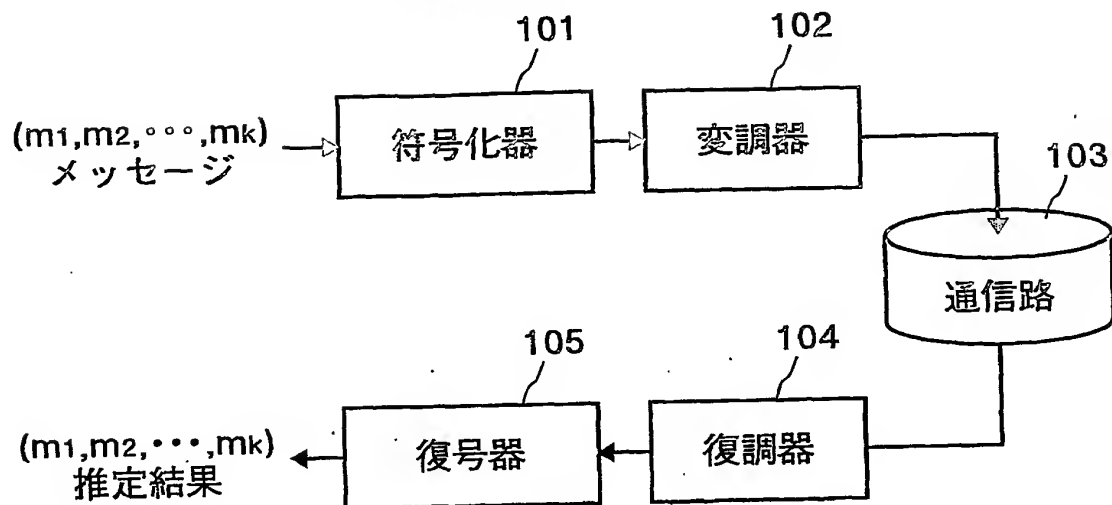 101
102
(m1,m2,°°°,mk)
メッセージ
符号化器
変調器
103
通信路
105
104
(m1,m2,•••,mk)
推定結果
復号器
復調器